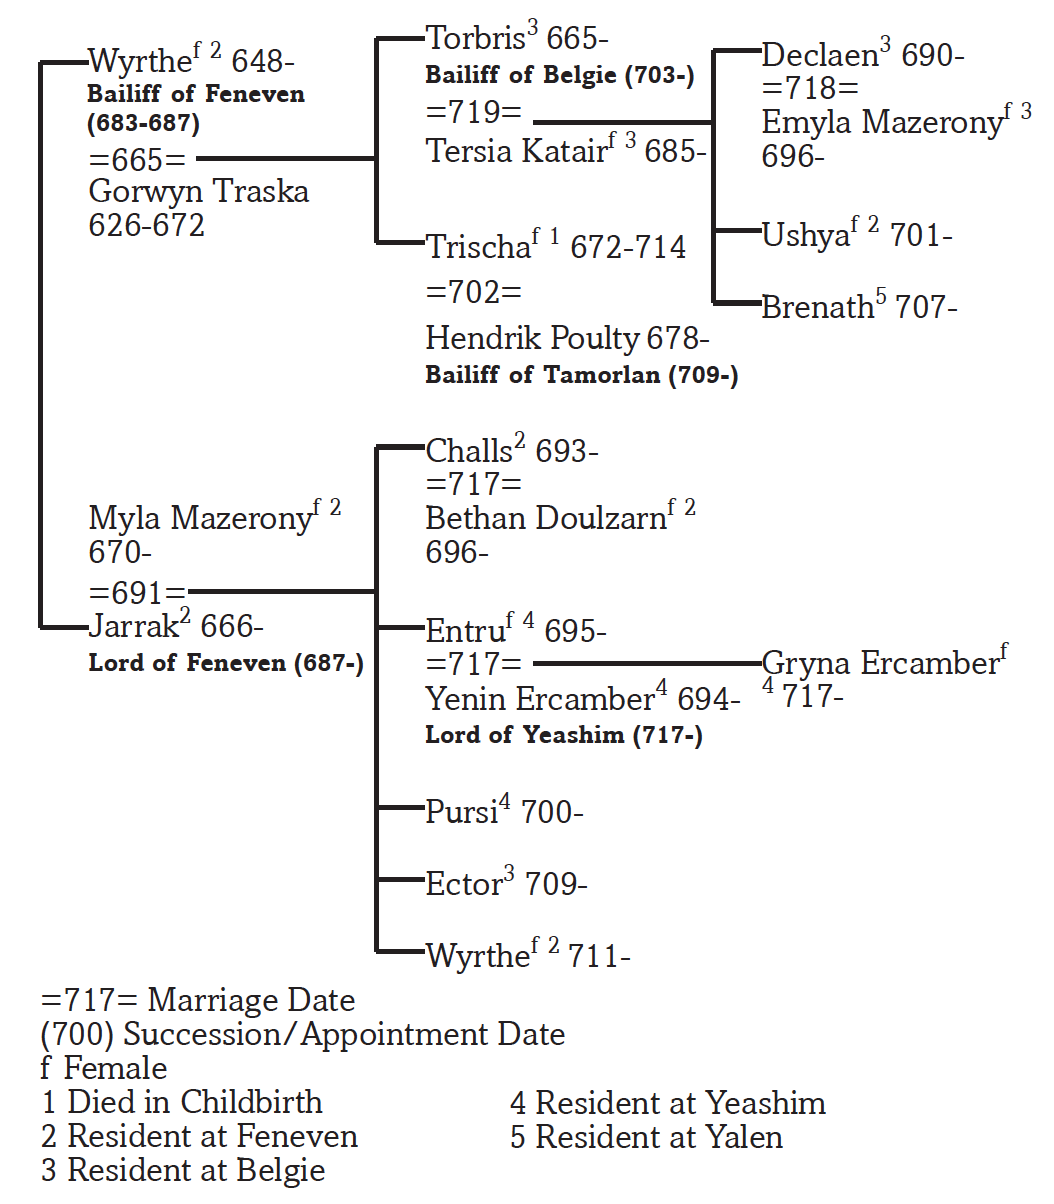 Wyrthe^f 2 648-
Bailiff of Feneven
(683-687)
=665=
Gorwyn Traska
626-672
Torbris^3 665-
Bailiff of Belgie (703-)
=719=
Tersia Katair^f 3 685-
Declaen^3 690-
=718=
Emyla Mazerony^f 3
696-
Ushya^f 2 701-
Brenath^5 707-
Trischa^f 1 672-714
=702=
Hendrik Poulty 678-
Bailiff of Tamorlan (709-)
Myla Mazerony^f 2
670-
=691=
Jarrak^2 666-
Lord of Feneven (687-)
Challs^2 693-
=717=
Bethan Doulzarn^f 2
696-
Entru^f 4 695-
=717=
Yenin Ercamber^4 694-
Lord of Yeashim (717-)
Gryna Ercamber^f
4 717-
Pursi^4 700-
Ector^3 709-
Wyrthe^f 2 711-
=717= Marriage Date
(700) Succession/Appointment Date
f Female
1 Died in Childbirth
2 Resident at Feneven
3 Resident at Belgie
4 Resident at Yeashim
5 Resident at Yalen